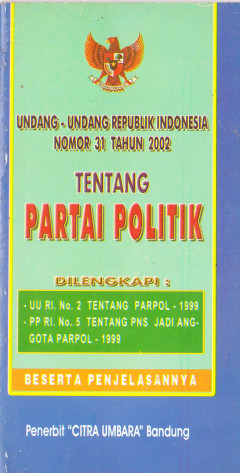 UNDANG - UNDANG REPUBLIK INDONESIA
NOMOR 31 TAHUN 2002
TENTANG
PARTAI POLITIK
DILENGKAPI :
- UU RI. No. 2 TENTANG PARPOL - 1999
- PP RI. No. 5 TENTANG PNS JADI ANG-
GOTA PARPOL - 1999
BESERTA PENJELASANNYA
Penerbit "CITRA UMBARA" Bandung